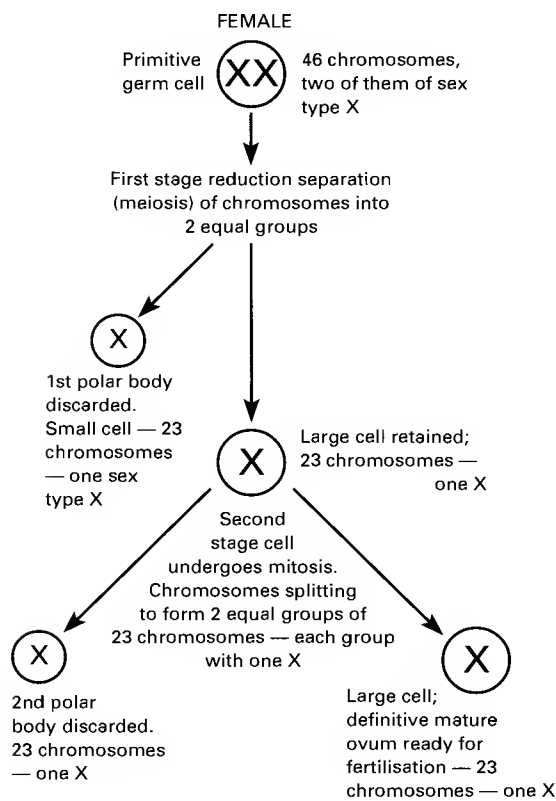 FEMALE
Primitive
germ cell
XX
46 chromosomes,
two of them of sex
type X
First stage reduction separation
(meiosis) of chromosomes into
2 equal groups
X
1st polar body
discarded.
Small cell — 23
chromosomes
— one sex
type X
X
Large cell retained;
23 chromosomes —
one X
Second
stage cell
undergoes mitosis.
Chromosomes splitting
to form 2 equal groups of
23 chromosomes — each group
with one X
X
2nd polar
body discarded.
23 chromosomes
— one X
X
Large cell;
definitive mature
ovum ready for
fertilisation — 23
chromosomes — one X